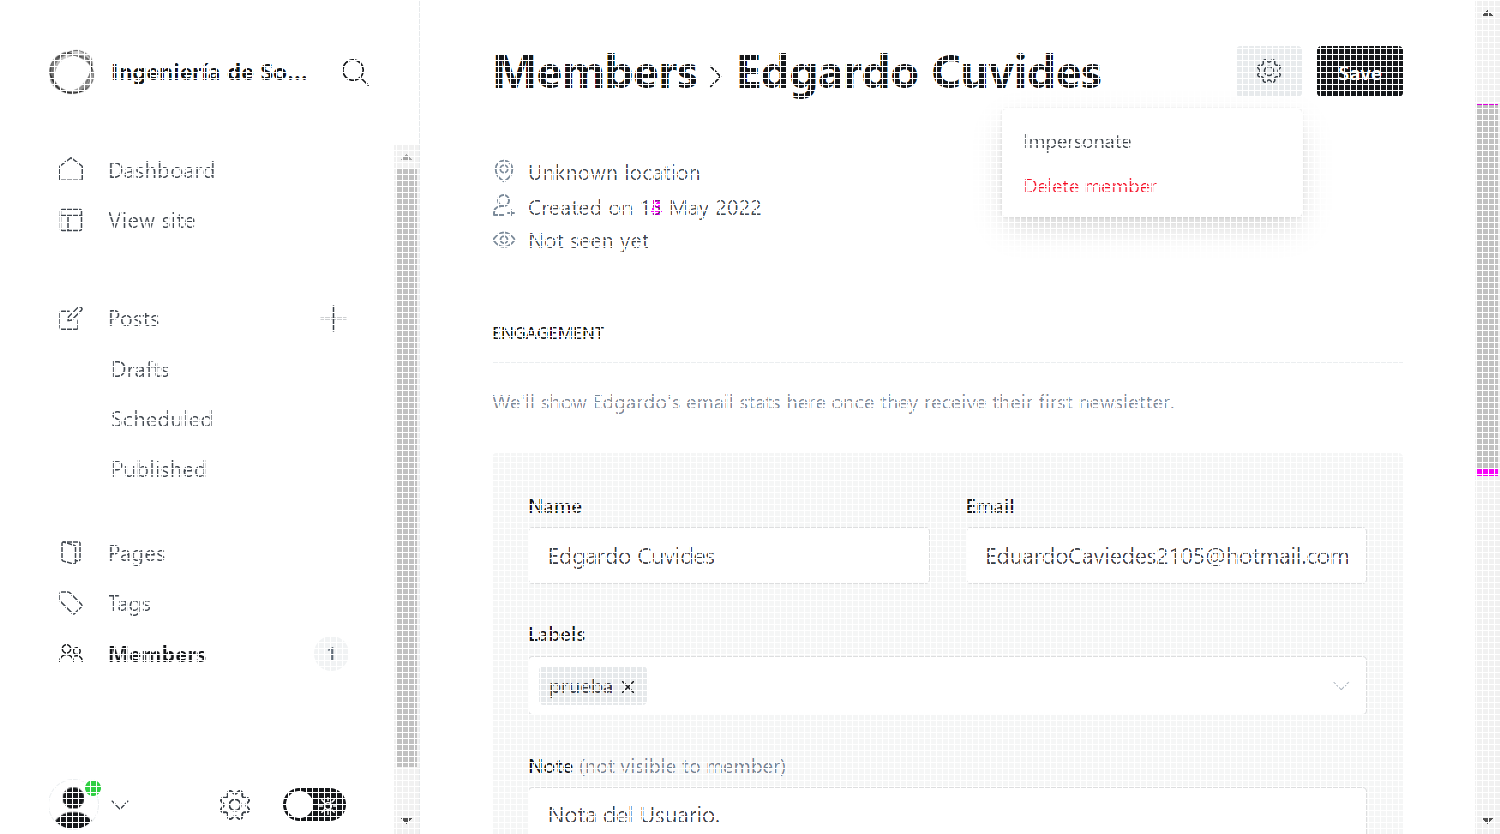 Ingeniería de So...
Dashboard
View site
Posts
Drafts
Scheduled
Published
Pages
Tags
Members 1
Members › Edgardo Cuvides
Save
Impersonate
Delete member
Unknown location
Created on May 2022
Not seen yet
ENGAGEMENT
We'll show Edgardo's email stats here once they receive their first newsletter.
Name
Edgardo Cuvides
Email
EduardoCaviedes2105@hotmail.com
Labels
prueba ×
Note (not visible to member)
Nota del Usuario.